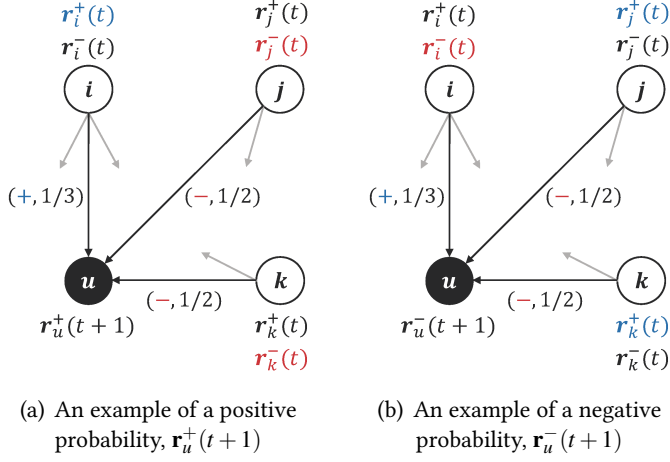 r_i^+(t)
r_i^-(t)
r_j^+(t)
r_j^-(t)
i
j
(+, 1/3)
(−, 1/2)
u
k
(−, 1/2)
r_u^+(t + 1)
r_k^+(t)
r_k^-(t)
(a) An example of a positive
probability, r_u^+(t + 1)
r_i^+(t)
r_i^-(t)
r_j^+(t)
r_j^-(t)
i
j
(+, 1/3)
(−, 1/2)
u
k
(−, 1/2)
r_u^-(t + 1)
r_k^+(t)
r_k^-(t)
(b) An example of a negative
probability, r_u^-(t + 1)